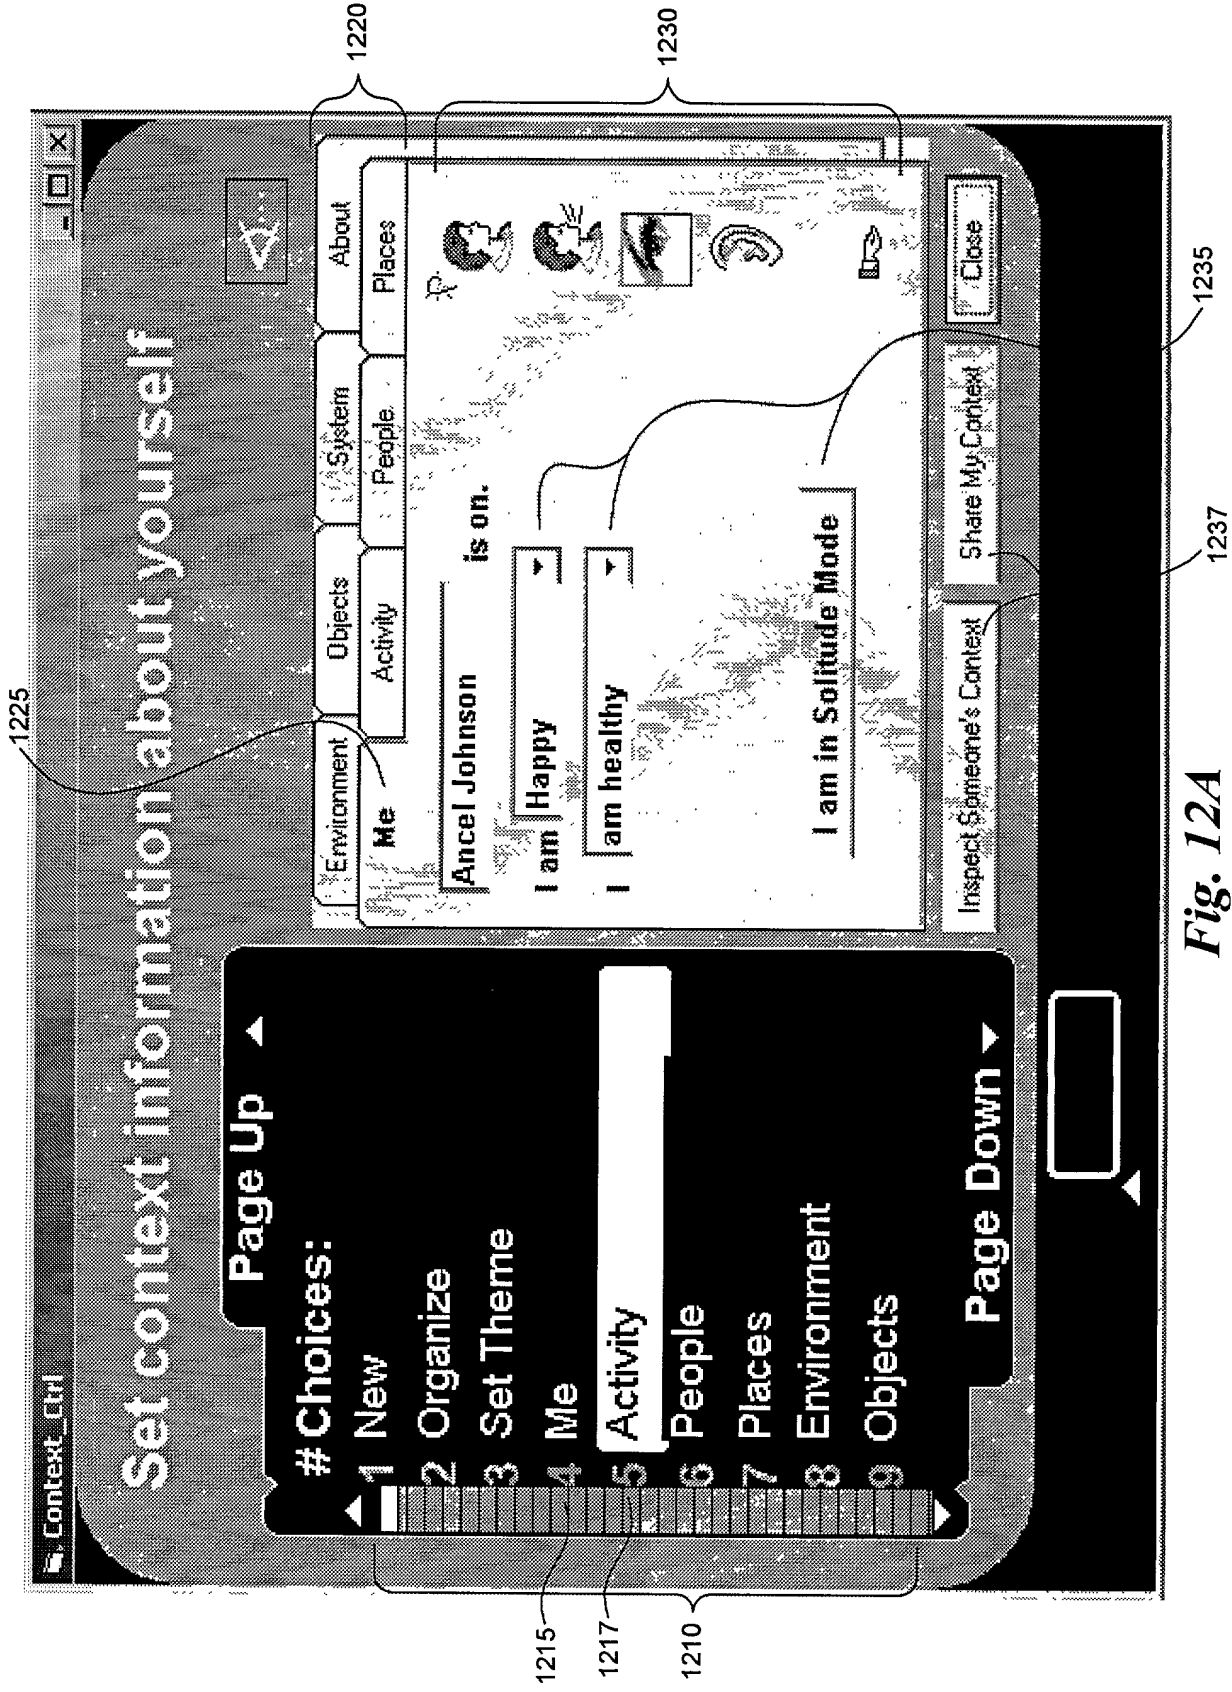 Context_Ctrl
Set context information about yourself
Page Up
# Choices:
1 New
2 Organize
3 Set Theme
4 Me
5 Activity
6 People
7 Places
8 Environment
9 Objects
Page Down
Environment Objects System About
Me Activity People Places
Ancel Johnson is on.
I am Happy
I am healthy
I am in Solitude Mode
Inspect Someone's Context Share My Context Close
1210
1215
1217
1220
1225
1230
1235
1237
Fig. 12A